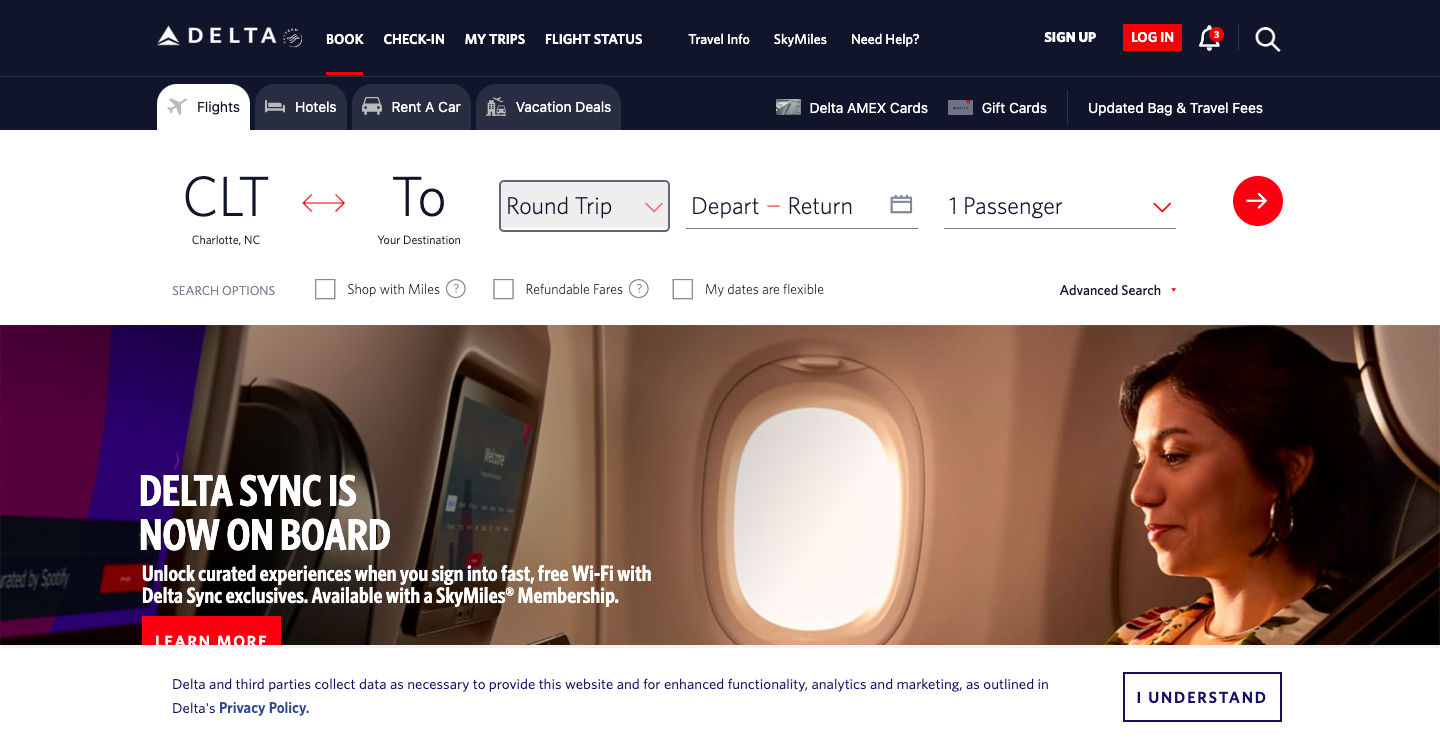 DELTA
BOOK CHECK-IN MY TRIPS FLIGHT STATUS Travel Info SkyMiles Need Help? SIGN UP LOG IN 3
Flights Hotels Rent A Car Vacation Deals Delta AMEX Cards Gift Cards Updated Bag & Travel Fees
CLT To Round Trip Depart – Return 1 Passenger
Charlotte, NC Your Destination
SEARCH OPTIONS Shop with Miles ? Refundable Fares ? My dates are flexible Advanced Search
Welcome
DELTA SYNC IS
NOW ON BOARD
Unlock curated experiences when you sign into fast, free Wi-Fi with
Delta Sync exclusives. Available with a SkyMiles® Membership.
by Spotify
LEARN MORE
Delta and third parties collect data as necessary to provide this website and for enhanced functionality, analytics and marketing, as outlined in
Delta's Privacy Policy.
I UNDERSTAND